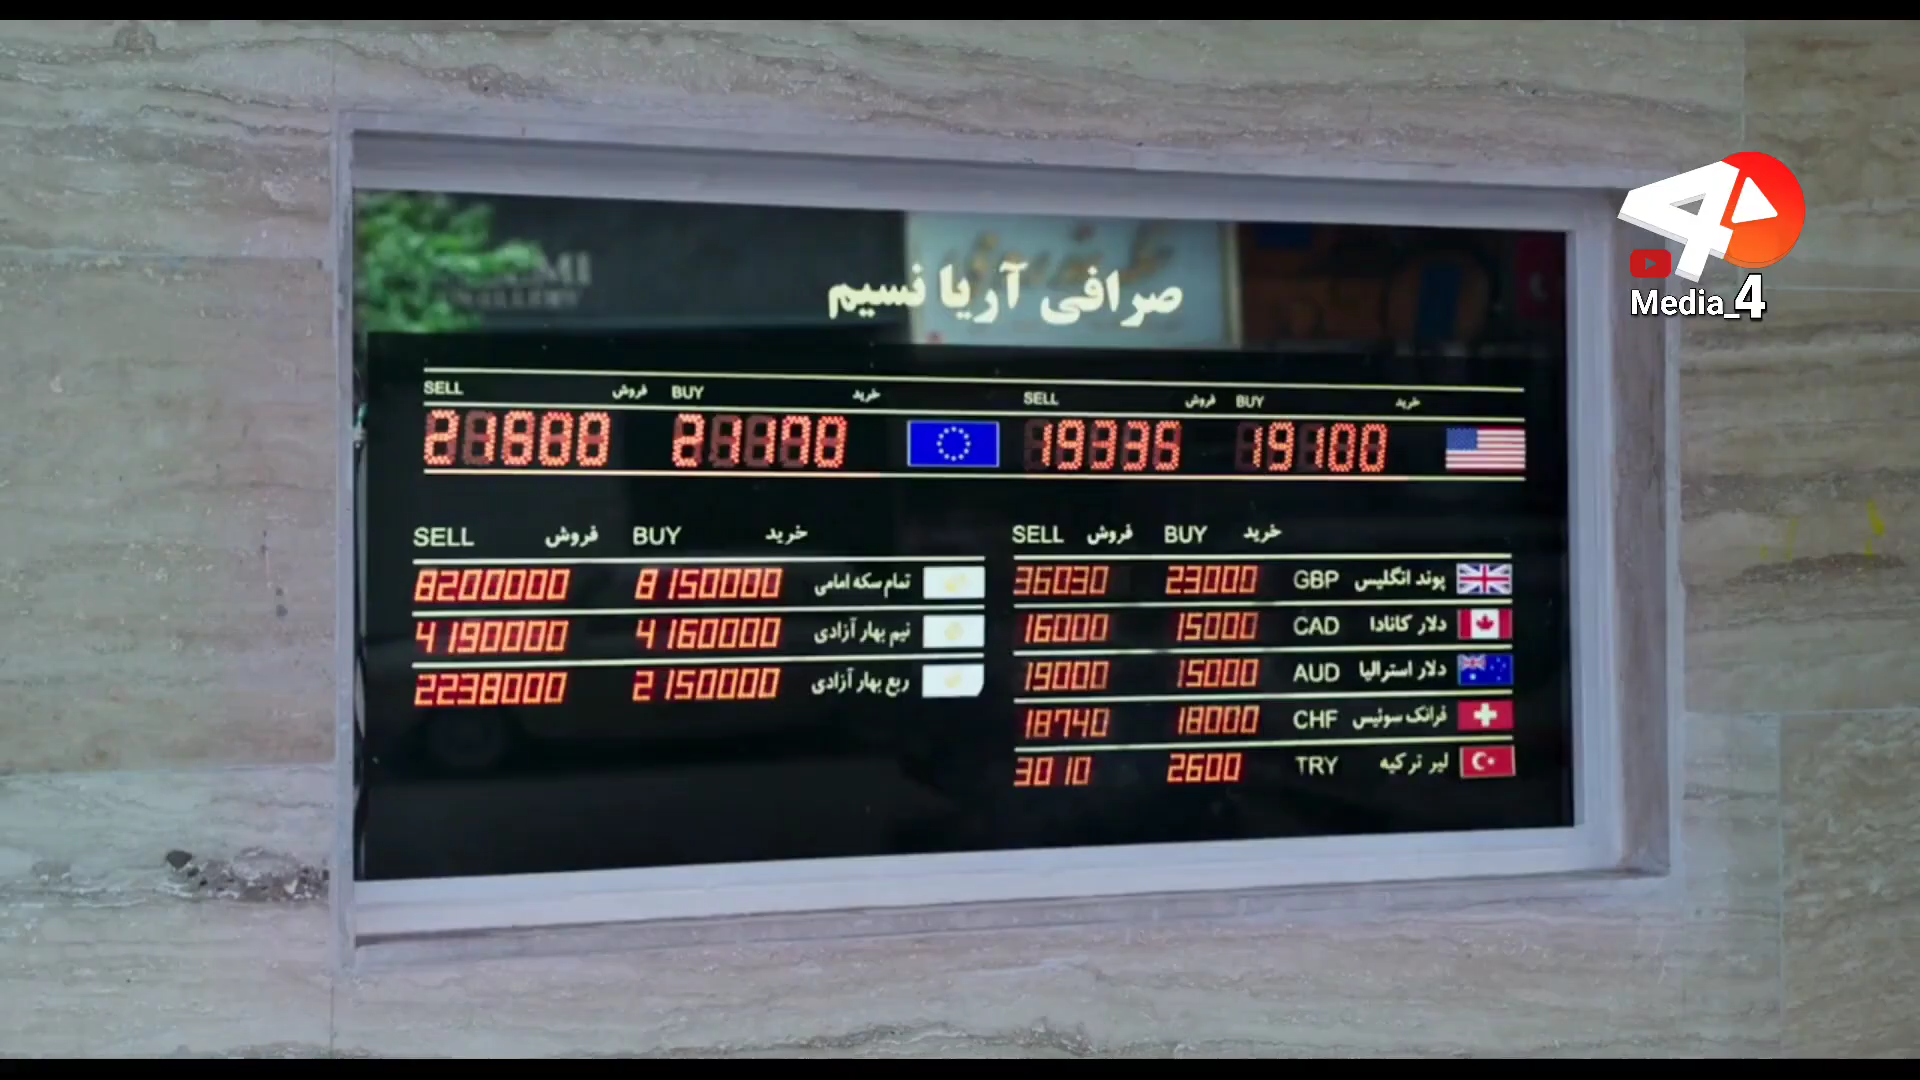 صرافی آریا نسیم
SELL فروش BUY خرید SELL فروش BUY خرید
21600 21100 19335 19100
SELL فروش BUY خرید
8200000 8150000 تمام سکه امامی
4190000 4160000 نیم بهار آزادی
2238000 2150000 ربع بهار آزادی
SELL فروش BUY خرید
36030 23000 GBP پوند انگلیس
16000 15000 CAD دلار کانادا
19000 15000 AUD دلار استرالیا
18740 18000 CHF فرانک سوئیس
3010 2600 TRY لیر ترکیه
4
Media_4